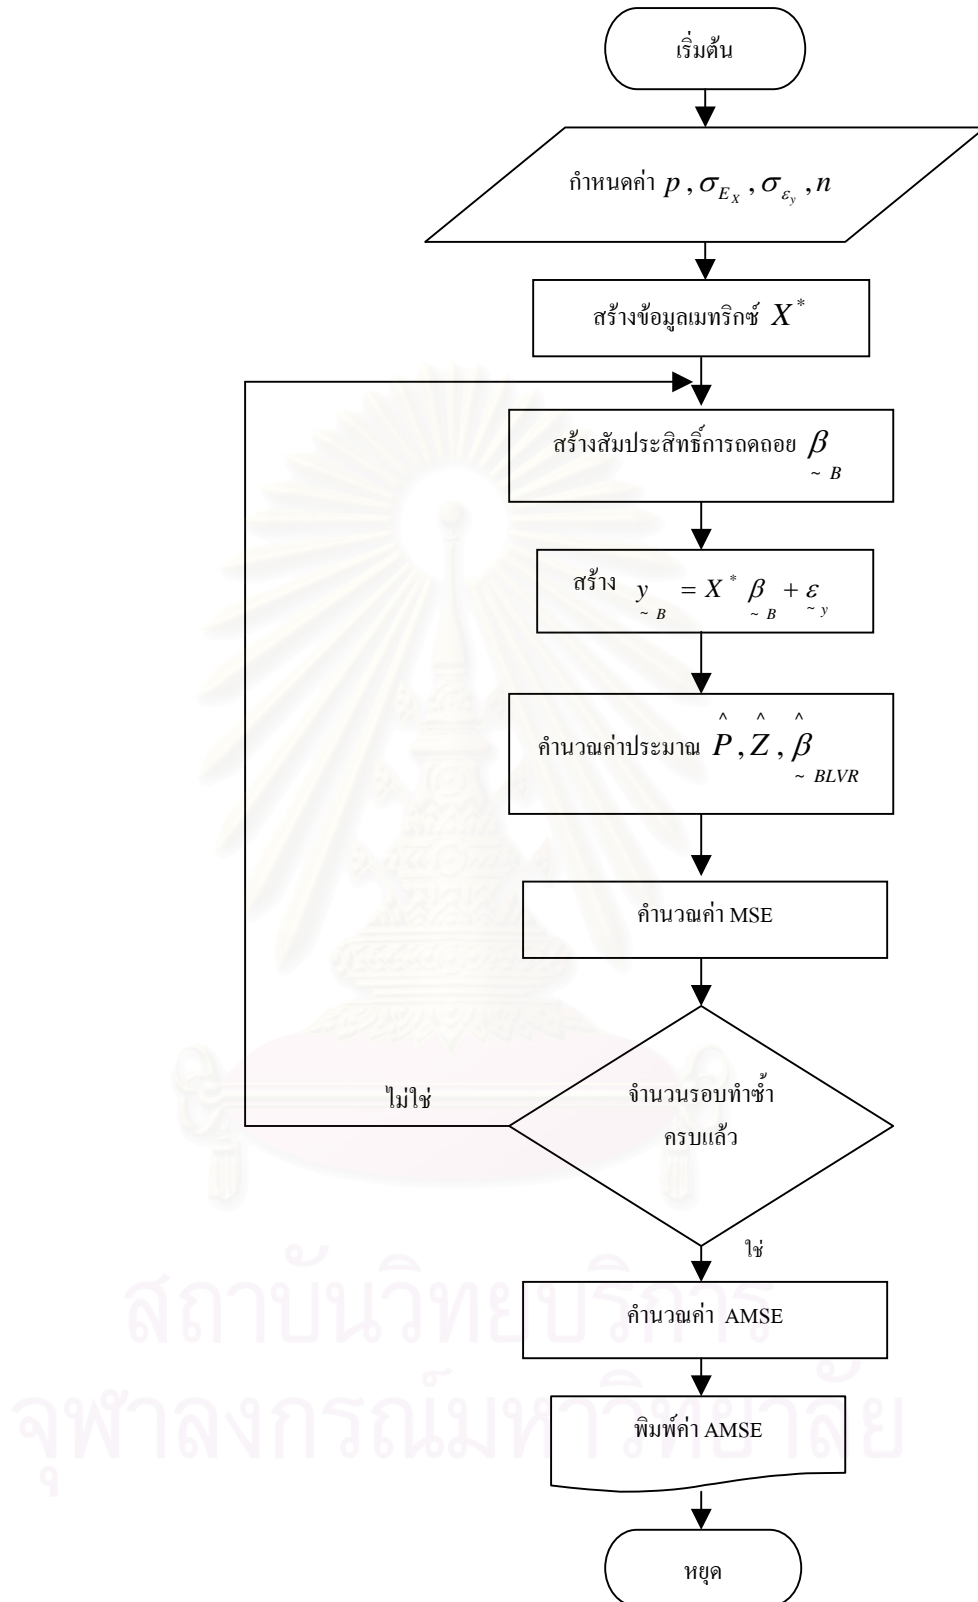 เริ่มต้น
กำหนดค่า p , σ_{E_X} , σ_{ε_y} , n
สร้างข้อมูลเมทริกซ์ X^*
สร้างสัมประสิทธิ์การถดถอย β_{~ B}
สร้าง y_{~ B} = X^* β_{~ B} + ε_{~ y}
คำนวณค่าประมาณ P̂ , Ẑ , β̂_{~ BLVR}
คำนวณค่า MSE
จำนวนรอบทำซ้ำ
ครบแล้ว
ไม่ใช่
ใช่
คำนวณค่า AMSE
พิมพ์ค่า AMSE
หยุด
สถาบันวิทยบริการ
จุฬาลงกรณ์มหาวิทยาลัย